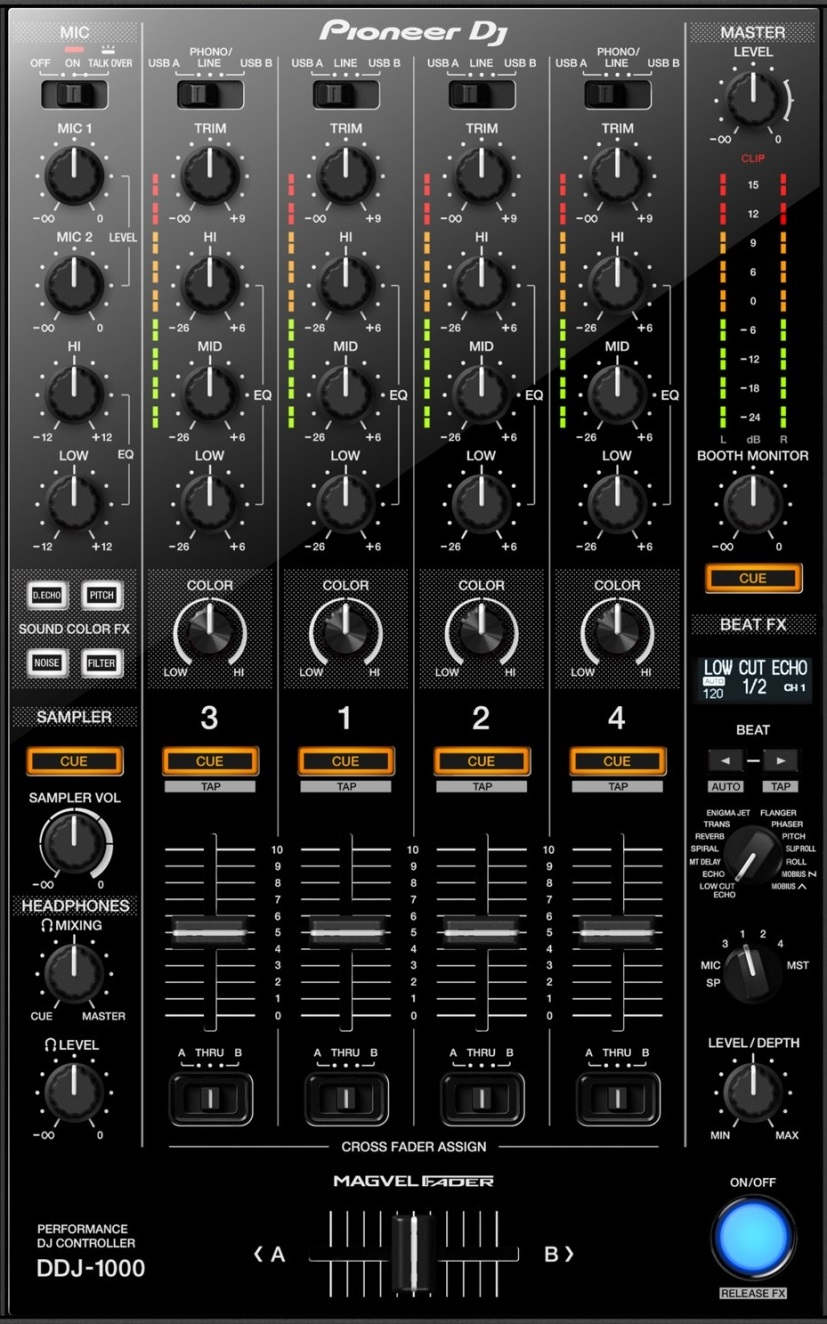 Pioneer Dj
MIC
OFF ON TALK OVER
MIC 1
-∞ 0
MIC 2
LEVEL
-∞ 0
HI
-12 +12
EQ
LOW
-12 +12
D.ECHO PITCH
SOUND COLOR FX
NOISE FILTER
SAMPLER
CUE
SAMPLER VOL
-∞ 0
HEADPHONES
MIXING
CUE MASTER
LEVEL
-∞ 0
PHONO/
USB A LINE USB B
TRIM
-∞ +9
HI
-26 +6
MID
EQ
-26 +6
LOW
-26 +6
COLOR
LOW HI
3
CUE
TAP
10
9
8
7
6
5
4
3
2
1
0
A THRU B
USB A LINE USB B
TRIM
-∞ +9
HI
-26 +6
MID
EQ
-26 +6
LOW
-26 +6
COLOR
LOW HI
1
CUE
TAP
10
9
8
7
6
5
4
3
2
1
0
A THRU B
USB A LINE USB B
TRIM
-∞ +9
HI
-26 +6
MID
EQ
-26 +6
LOW
-26 +6
COLOR
LOW HI
2
CUE
TAP
10
9
8
7
6
5
4
3
2
1
0
A THRU B
PHONO/
USB A LINE USB B
TRIM
-∞ +9
HI
-26 +6
MID
EQ
-26 +6
LOW
-26 +6
COLOR
LOW HI
4
CUE
TAP
A THRU B
MASTER
LEVEL
-∞ 0
CLIP
15
12
9
6
0
-6
-12
-18
-24
L dB R
BOOTH MONITOR
-∞ 0
CUE
BEAT FX
LOW CUT ECHO
AUTO
120 1/2 CH 1
BEAT
◄ – ►
AUTO TAP
ENIGMA JET FLANGER
TRANS PHASER
REVERB PITCH
SPIRAL SLIP ROLL
MT DELAY ROLL
ECHO MOBIUS
LOW CUT MOBIUS
ECHO
3 1 2 4
MIC MST
SP
LEVEL/DEPTH
MIN MAX
ON/OFF
RELEASE FX
CROSS FADER ASSIGN
MAGVEL FADER
A B
PERFORMANCE
DJ CONTROLLER
DDJ-1000